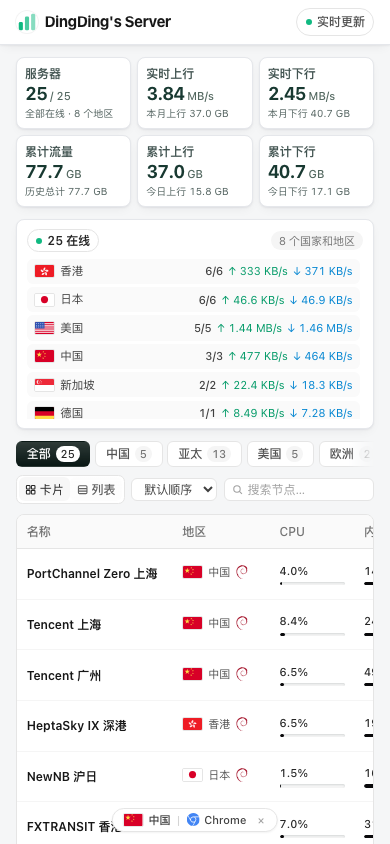 DingDing's Server
实时更新
服务器
25 / 25
全部在线 · 8 个地区
实时上行
3.84 MB/s
本月上行 37.0 GB
实时下行
2.45 MB/s
本月下行 40.7 GB
累计流量
77.7 GB
历史总计 77.7 GB
累计上行
37.0 GB
今日上行 15.8 GB
累计下行
40.7 GB
今日下行 17.1 GB
25 在线
8 个国家和地区
香港 6/6 ↑ 333 KB/s ↓ 371 KB/s
日本 6/6 ↑ 46.6 KB/s ↓ 46.9 KB/s
美国 5/5 ↑ 1.44 MB/s ↓ 1.46 MB/s
中国 3/3 ↑ 477 KB/s ↓ 464 KB/s
新加坡 2/2 ↑ 22.4 KB/s ↓ 18.3 KB/s
德国 1/1 ↑ 8.49 KB/s ↓ 7.28 KB/s
全部 25 中国 5 亚太 13 美国 5 欧洲 2
卡片 列表 默认顺序 搜索节点...
名称 地区 CPU 内
PortChannel Zero 上海 中国 4.0%
Tencent 上海 中国 8.4%
Tencent 广州 中国 6.5%
HeptaSky IX 深港 香港 6.5%
NewNB 沪日 日本 1.5%
FXTRANSIT 香 7.0%
中国 | Chrome ×